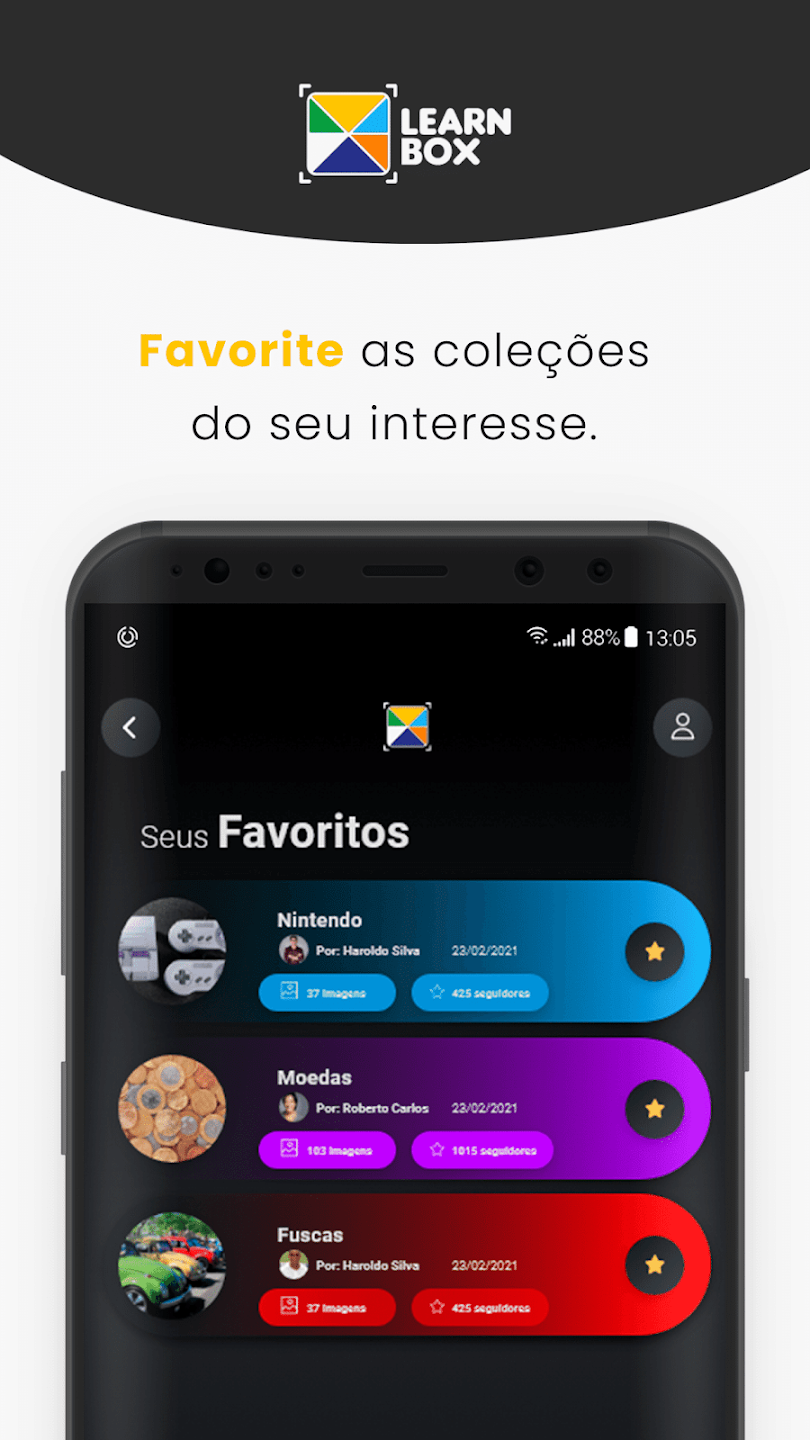 LEARN
BOX
Favorite as coleções
do seu interesse.
88% 13:05
Seus Favoritos
Nintendo
Por: Haroldo Silva 23/02/2021
37 Imagens 425 seguidores
Moedas
Por: Roberto Carlos 23/02/2021
103 Imagens 1015 seguidores
Fuscas
Por: Haroldo Silva 23/02/2021
37 Imagens 425 seguidores